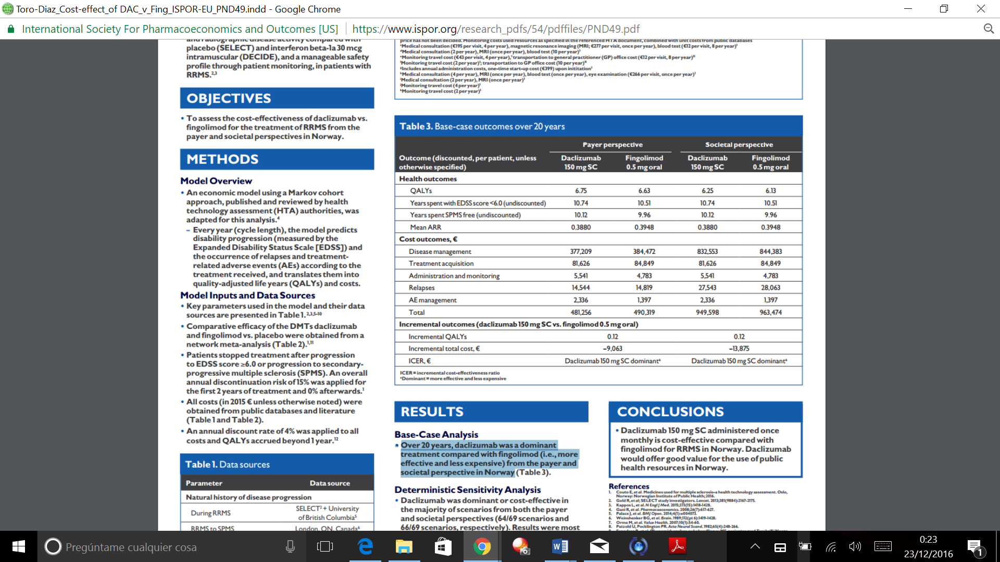 Toro-Diaz_Cost-effect_of DAC_v_Fing_ISPOR-EU_PND49.indd - Google Chrome
International Society For Pharmacoeconomics and Outcomes [US] https://www.ispor.org/research_pdfs/54/pdffiles/PND49.pdf
and radiographic disease activity compared with
placebo (SELECT) and interferon beta-1a 30 mcg
intramuscular (DECIDE), and a manageable safety
profile through patient monitoring, in patients with
RRMS.2,3
OBJECTIVES
• To assess the cost-effectiveness of daclizumab vs.
fingolimod for the treatment of RRMS from the
payer and societal perspectives in Norway.
METHODS
Model Overview
• An economic model using a Markov cohort
approach, published and reviewed by health
technology assessment (HTA) authorities, was
adapted for this analysis.4
– Every year (cycle length), the model predicts
disability progression (measured by the
Expanded Disability Status Scale [EDSS]) and
the occurrence of relapses and treatment-
related adverse events (AEs) according to the
treatment received, and translates them into
quality-adjusted life years (QALYs) and costs.
Model Inputs and Data Sources
• Key parameters used in the model and their data
sources are presented in Table 1.2,3,5-10
• Comparative efficacy of the DMTs daclizumab
and fingolimod vs. placebo were obtained from a
network meta-analysis (Table 2).1,11
• Patients stopped treatment after progression
to EDSS score ≥6.0 or progression to secondary-
progressive multiple sclerosis (SPMS). An overall
annual discontinuation risk of 15% was applied for
the first 2 years of treatment and 0% afterwards.1
• All costs (in 2015 € unless otherwise noted) were
obtained from public databases and literature
(Table 1 and Table 2).
• An annual discount rate of 4% was applied to all
costs and QALYs accrued beyond 1 year.12
Table 1. Data sources
Parameter Data source
Natural history of disease progression
During RRMS SELECT2 + University
of British Columbia5
RRMS to SPMS London, ON, Canada6
price has not been decided. Monitoring costs used resources as specified in the referenced HTA document, combined with unit costs from public databases
cMedical consultation (€195 per visit, 4 per year), magnetic resonance imaging (MRI; €277 per visit, once per year), blood test (€12 per visit, 8 per year)1
dMedical consultation (2 per year), MRI (once per year), blood test (10 per year)1
eMonitoring travel cost (€43 per visit, 4 per year),1 transportation to general practitioner (GP) office cost (€12 per visit, 8 per year)11
fMonitoring travel cost (2 per year)1; transportation to GP office cost (10 per year)11
gIncludes annual administration costs, one-time start-up cost (€399) upon inititation1
hMedical consultation (4 per year), MRI (once per year), blood test (once per year), eye examination (€266 per visit, once per year)1
iMedical consultation (2 per year), MRI (once per year)1
jMonitoring travel cost (4 per year)1
kMonitoring travel cost (2 per year)1
Table 3. Base-case outcomes over 20 years
Payer perspective Societal perspective
Outcome (discounted, per patient, unless Daclizumab Fingolimod Daclizumab Fingolimod
otherwise specified) 150 mg SC 0.5 mg oral 150 mg SC 0.5 mg oral
Health outcomes
QALYs 6.75 6.63 6.25 6.13
Years spent with EDSS score <6.0 (undiscounted) 10.74 10.51 10.74 10.51
Years spent SPMS free (undiscounted) 10.12 9.96 10.12 9.96
Mean ARR 0.3880 0.3948 0.3880 0.3948
Cost outcomes, €
Disease management 377,209 384,472 832,553 844,383
Treatment acquisition 81,626 84,849 81,626 84,849
Administration and monitoring 5,541 4,783 5,541 4,783
Relapses 14,544 14,819 27,543 28,063
AE management 2,336 1,397 2,336 1,397
Total 481,256 490,319 949,598 963,474
Incremental outcomes (daclizumab 150 mg SC vs. fingolimod 0.5 mg oral)
Incremental QALYs 0.12 0.12
Incremental total cost, € –9,063 –13,875
ICER, € Daclizumab 150 mg SC dominanta Daclizumab 150 mg SC dominanta
ICER = incremental cost-effectiveness ratio
aDominant = more effective and less expensive
RESULTS
Base-Case Analysis
• Over 20 years, daclizumab was a dominant
treatment compared with fingolimod (i.e., more
effective and less expensive) from the payer and
societal perspective in Norway (Table 3).
Deterministic Sensitivity Analysis
• Daclizumab was dominant or cost-effective in
the majority of scenarios from both the payer
and societal perspectives (64/69 scenarios and
66/69 scenarios, respectively). Results were most
CONCLUSIONS
• Daclizumab 150 mg SC administered once
monthly is cost-effective compared with
fingolimod for RRMS in Norway. Daclizumab
would offer good value for the use of public
health resources in Norway.
References
1. Couto E, et al. Medicines used for multiple sclerosis–a health technology assessment. Oslo,
Norway: Norwegian Institute of Public Health; 2016.
2. Gold R, et al; SELECT study investigators. Lancet. 2013;381(9884):2167-2175.
3. Kappos L, et al. N Engl J Med. 2015;373(15):1418-1428.
4. Gani R, et al. Pharmacoeconomics. 2008;26(7):617-627.
5. Palace J, et al. BMJ Open. 2014;4(1):e004073.
6. Weinshenker BG, et al. Brain. 1989;112(pt 6):1419-1428.
7. Orme M, et al. Value Health. 2007;10(1):54-60.
8. Patzold U, Pocklington PR. Acta Neurol Scand. 1982;65(4):248-266.
Pregúntame cualquier cosa
0:23
23/12/2016
1